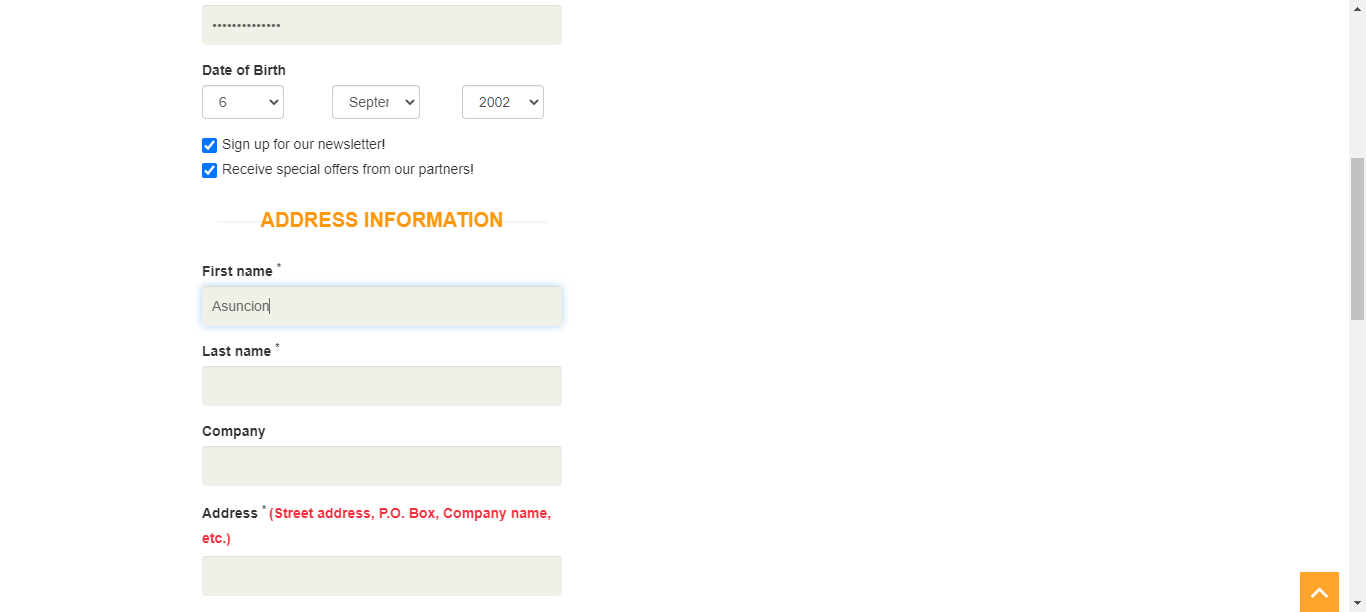 ••••••••••••••
Date of Birth
6 Septer 2002
Sign up for our newsletter!
Receive special offers from our partners!
ADDRESS INFORMATION
First name *
Asuncion
Last name *
Company
Address * (Street address, P.O. Box, Company name,
etc.)